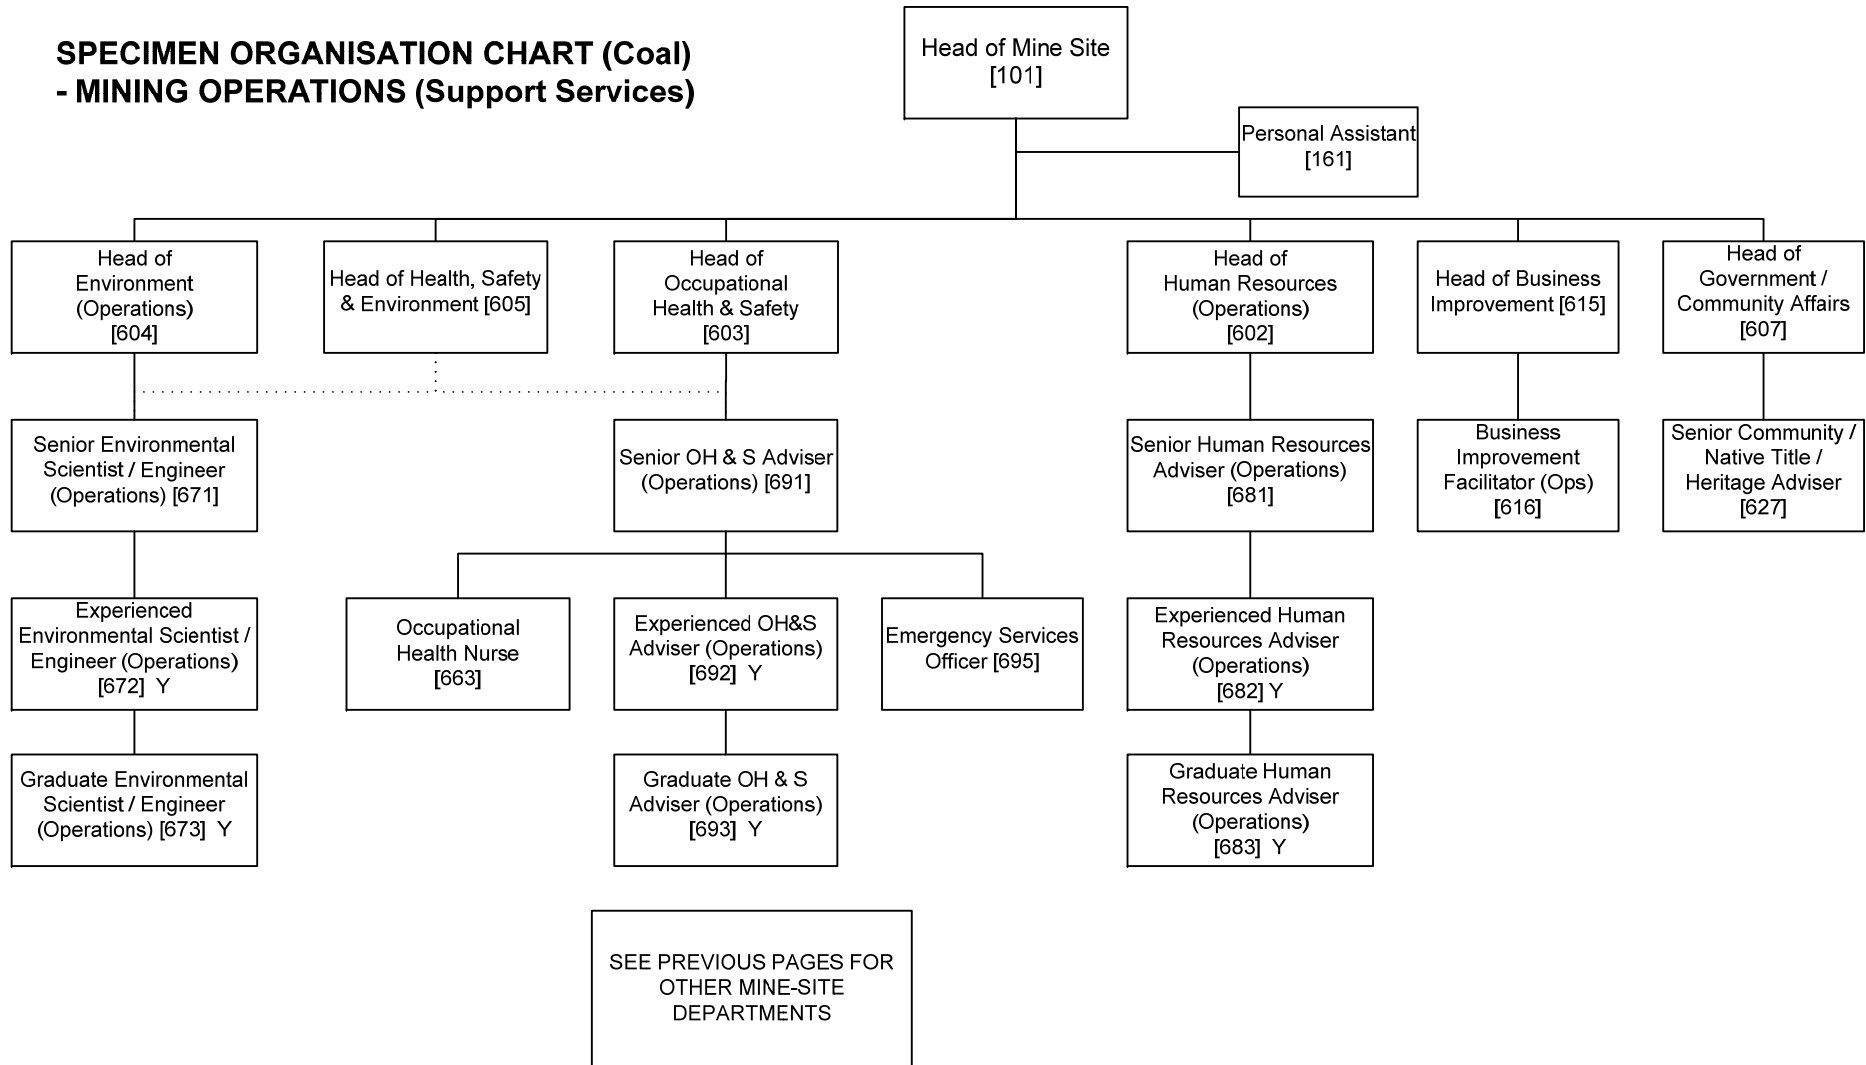 SPECIMEN ORGANISATION CHART (Coal)
- MINING OPERATIONS (Support Services)
Head of Mine Site
[101]
Personal Assistant
[161]
Head of
Environment
(Operations)
[604]
Head of Health, Safety
& Environment [605]
Head of
Occupational
Health & Safety
[603]
Head of
Human Resources
(Operations)
[602]
Head of Business
Improvement [615]
Head of
Government /
Community Affairs
[607]
Senior Environmental
Scientist / Engineer
(Operations) [671]
Senior OH & S Adviser
(Operations) [691]
Senior Human Resources
Adviser (Operations)
[681]
Business
Improvement
Facilitator (Ops)
[616]
Senior Community /
Native Title /
Heritage Adviser
[627]
Experienced
Environmental Scientist /
Engineer (Operations)
[672] Y
Occupational
Health Nurse
[663]
Experienced OH&S
Adviser (Operations)
[692] Y
Emergency Services
Officer [695]
Experienced Human
Resources Adviser
(Operations)
[682] Y
Graduate Environmental
Scientist / Engineer
(Operations) [673] Y
Graduate OH & S
Adviser (Operations)
[693] Y
Graduate Human
Resources Adviser
(Operations)
[683] Y
SEE PREVIOUS PAGES FOR
OTHER MINE-SITE
DEPARTMENTS